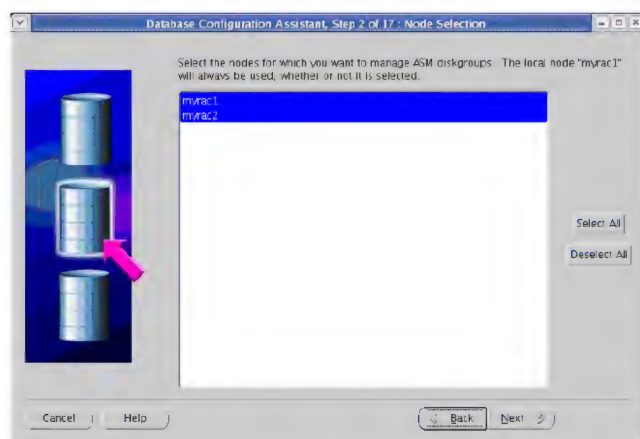 Database Configuration Assistant, Step 2 of 17 : Node Selection
Select the nodes for which you want to manage ASM diskgroups. The local node "myrac1"
will always be used, whether or not it is selected.
myrac1
myrac2
Select All
Deselect All
Cancel
Help
Back
Next